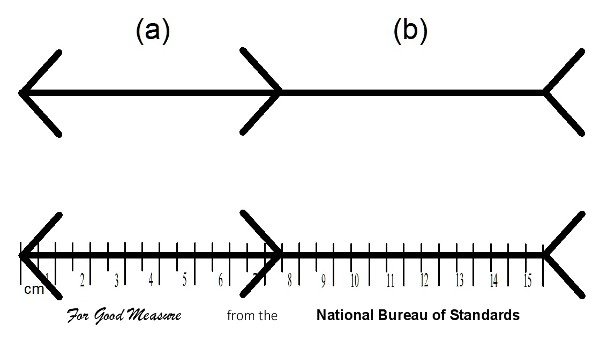 (a) (b)
cm 1 2 3 4 5 6 7 8 9 10 11 12 13 14 15
For Good Measure from the National Bureau of Standards